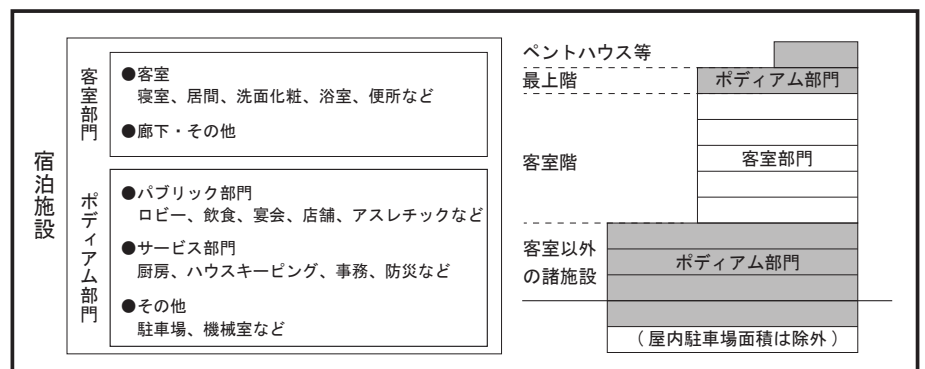 宿泊施設
客室部門
●客室
寝室、居間、洗面化粧、浴室、便所など
●廊下・その他
ポディアム部門
●パブリック部門
ロビー、飲食、宴会、店舗、アスレチックなど
●サービス部門
厨房、ハウスキーピング、事務、防災など
●その他
駐車場、機械室など
ペントハウス等
最上階
ポディアム部門
客室階
客室部門
客室以外
の諸施設
ポディアム部門
（屋内駐車場面積は除外）